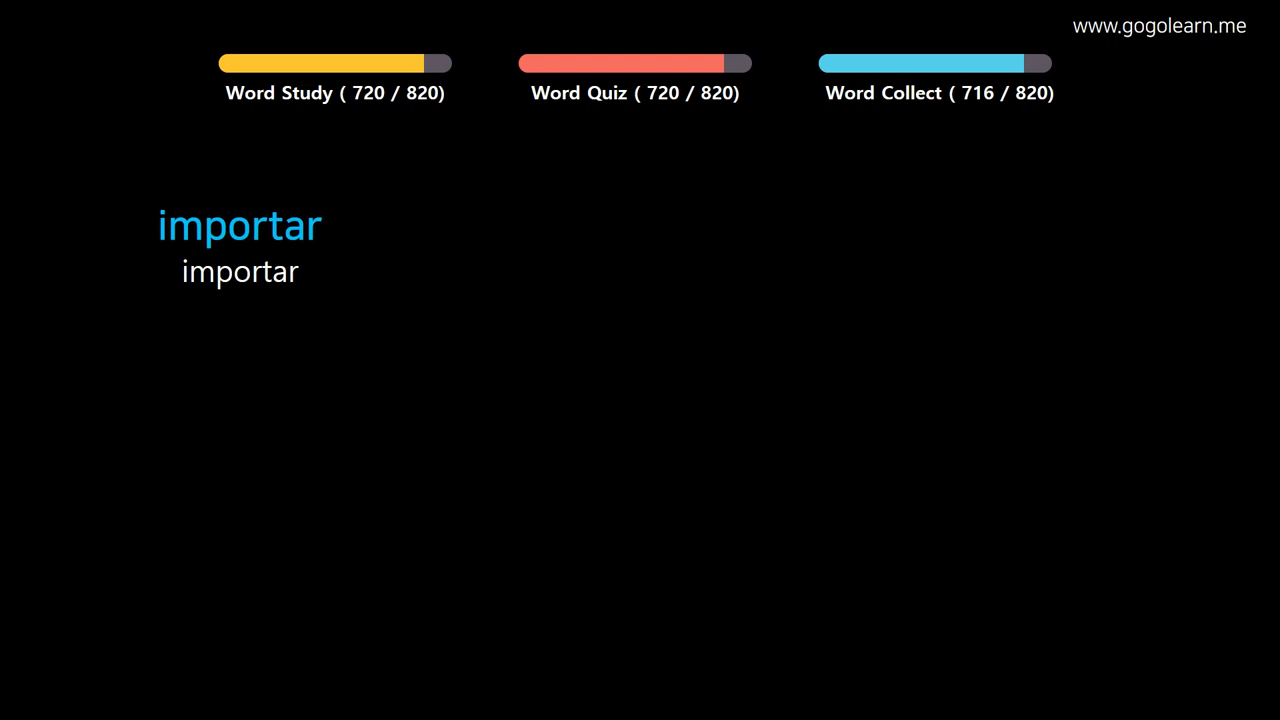 www.gogolearn.me
Word Study ( 720 / 820)
Word Quiz ( 720 / 820)
Word Collect ( 716 / 820)
importar
importar